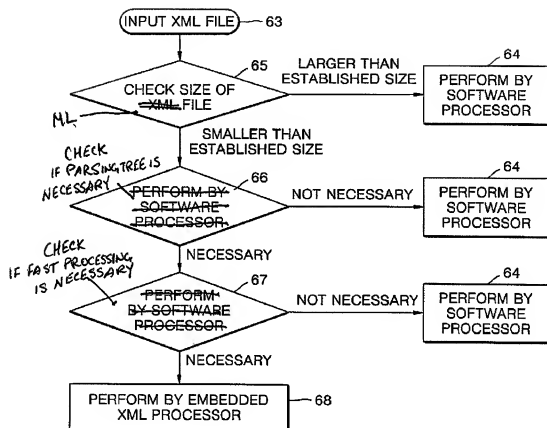 INPUT XML FILE
63
65
CHECK SIZE OF
XML FILE
ML
LARGER THAN
ESTABLISHED SIZE
64
PERFORM BY
SOFTWARE
PROCESSOR
SMALLER THAN
ESTABLISHED SIZE
CHECK
IF PARSING TREE IS
NECESSARY
66
PERFORM BY
SOFTWARE
PROCESSOR
NOT NECESSARY
64
PERFORM BY
SOFTWARE
PROCESSOR
NECESSARY
CHECK
IF FAST PROCESSING
IS NECESSARY
67
PERFORM
BY SOFTWARE
PROCESSOR
NOT NECESSARY
64
PERFORM BY
SOFTWARE
PROCESSOR
NECESSARY
PERFORM BY EMBEDDED
XML PROCESSOR
68